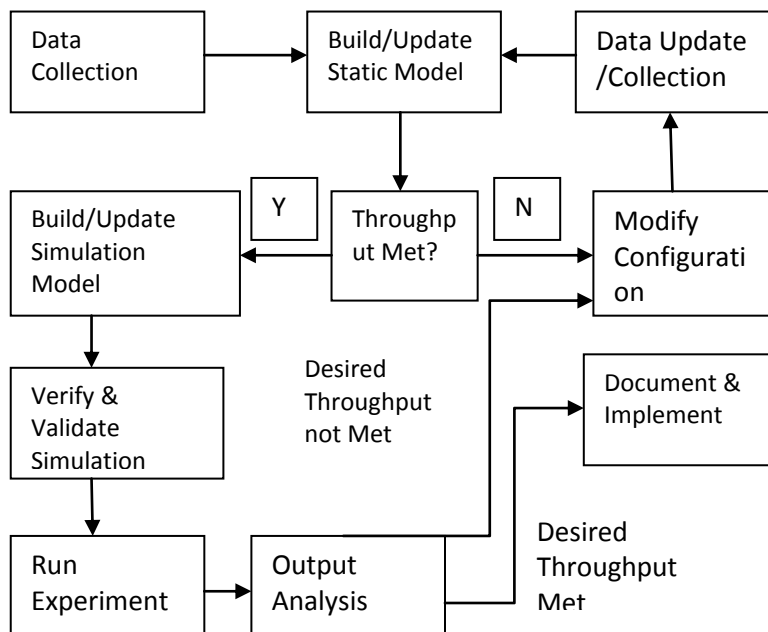 Data
Collection
Build/Update
Static Model
Data Update
/Collection
Y
N
Build/Update
Simulation
Model
Throughp
ut Met?
Modify
Configurati
on
Desired
Throughput
not Met
Document &
Implement
Verify &
Validate
Simulation
Run
Experiment
Output
Analysis
Desired
Throughput
Met